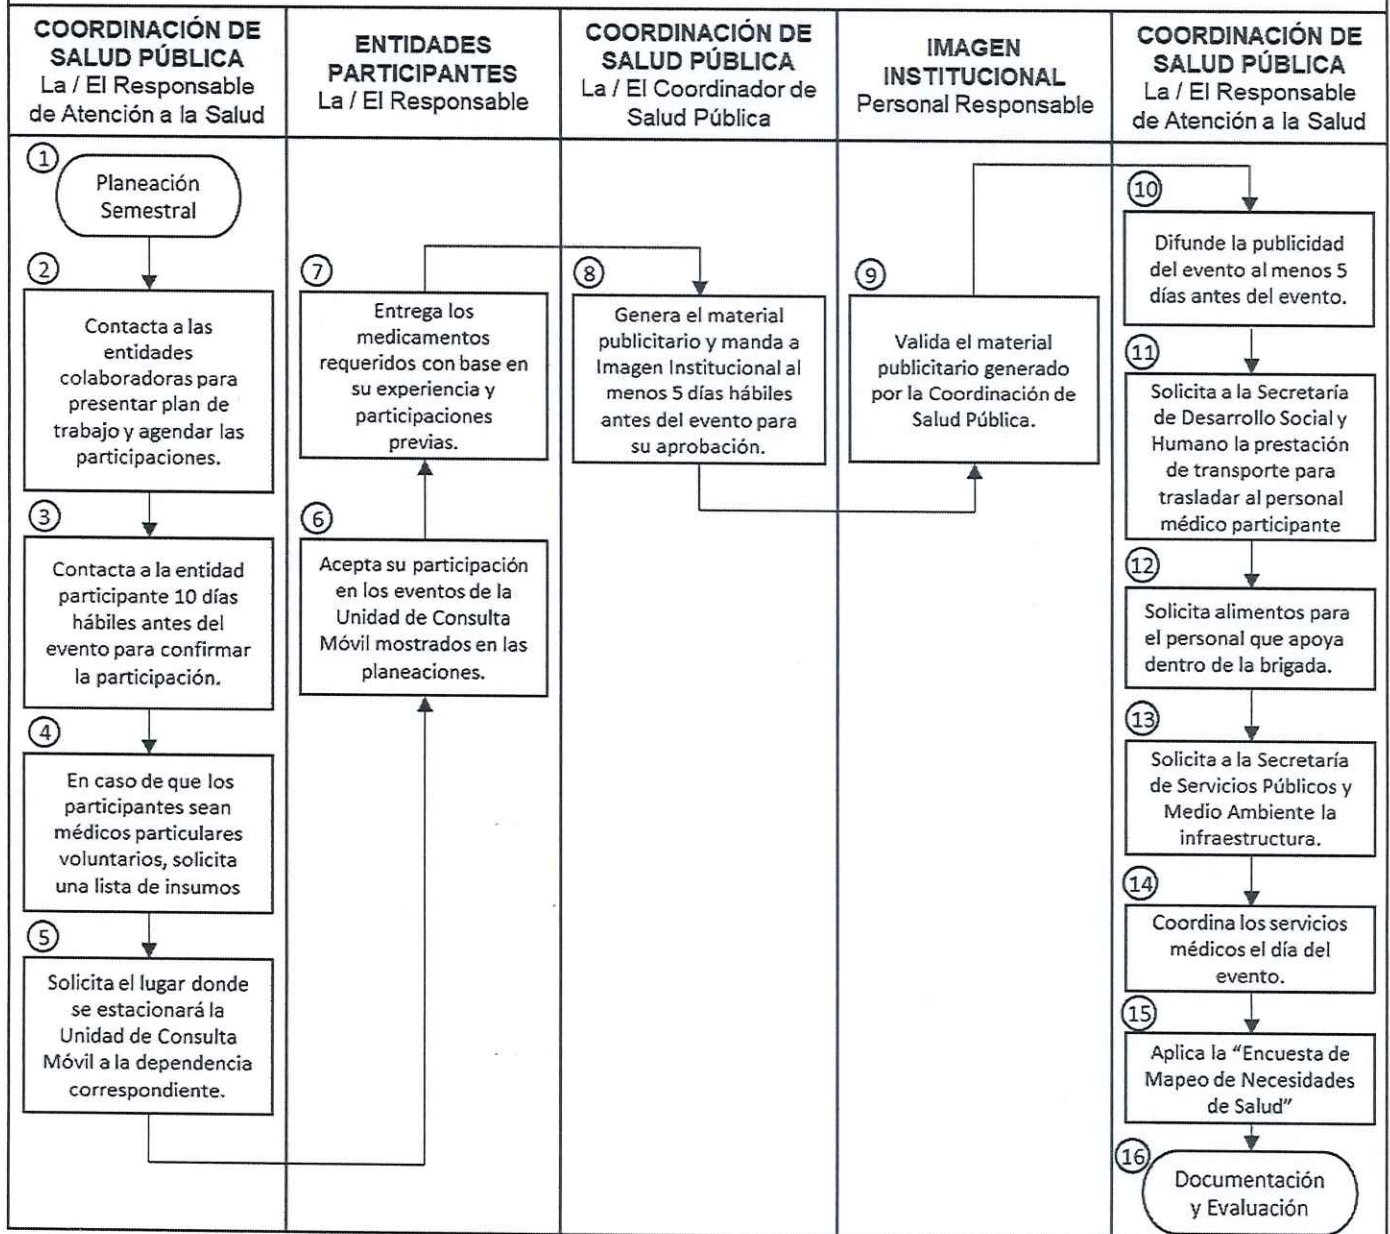 COORDINACIÓN DE
SALUD PÚBLICA
La / El Responsable
de Atención a la Salud
ENTIDADES
PARTICIPANTES
La / El Responsable
COORDINACIÓN DE
SALUD PÚBLICA
La / El Coordinador de
Salud Pública
IMAGEN
INSTITUCIONAL
Personal Responsable
COORDINACIÓN DE
SALUD PÚBLICA
La / El Responsable
de Atención a la Salud
1
Planeación
Semestral
2
Contacta a las
entidades
colaboradoras para
presentar plan de
trabajo y agendar las
participaciones.
3
Contacta a la entidad
participante 10 días
hábiles antes del
evento para confirmar
la participación.
4
En caso de que los
participantes sean
médicos particulares
voluntarios, solicita
una lista de insumos
5
Solicita el lugar donde
se estacionará la
Unidad de Consulta
Móvil a la dependencia
correspondiente.
6
Acepta su participación
en los eventos de la
Unidad de Consulta
Móvil mostrados en las
planeaciones.
7
Entrega los
medicamentos
requeridos con base en
su experiencia y
participaciones
previas.
8
Genera el material
publicitario y manda a
Imagen Institucional al
menos 5 días hábiles
antes del evento para
su aprobación.
9
Valida el material
publicitario generado
por la Coordinación de
Salud Pública.
10
Difunde la publicidad
del evento al menos 5
días antes del evento.
11
Solicita a la Secretaría
de Desarrollo Social y
Humano la prestación
de transporte para
trasladar al personal
médico participante
12
Solicita alimentos para
el personal que apoya
dentro de la brigada.
13
Solicita a la Secretaría
de Servicios Públicos y
Medio Ambiente la
infraestructura.
14
Coordina los servicios
médicos el día del
evento.
15
Aplica la “Encuesta de
Mapeo de Necesidades
de Salud”
16
Documentación
y Evaluación